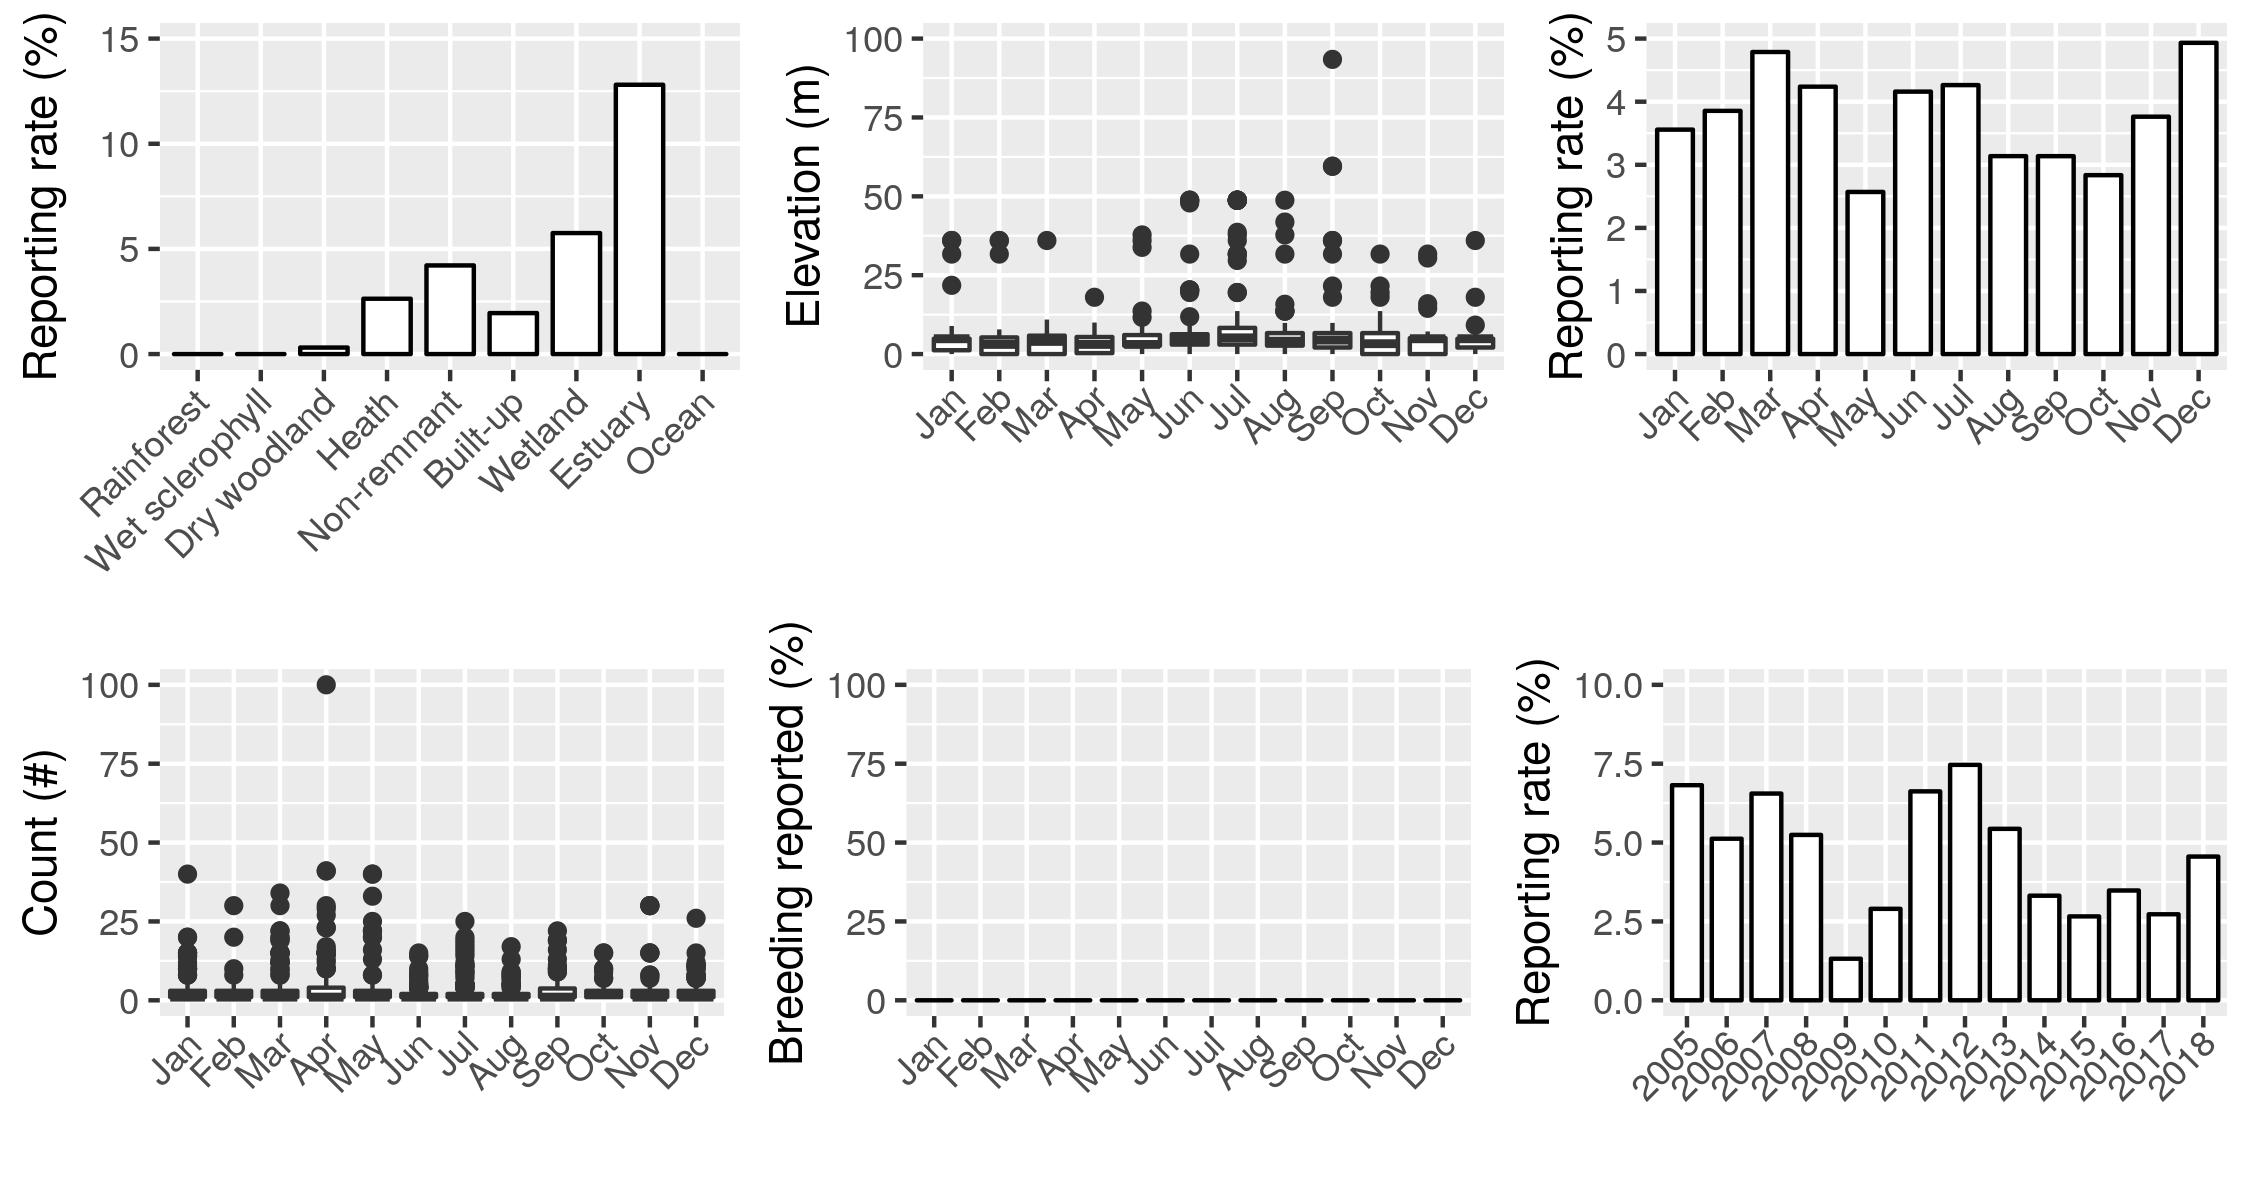 Reporting rate (%)
15
10
5
0
Rainforest
Wet sclerophyll
Dry woodland
Heath
Non-remnant
Built-up
Wetland
Estuary
Ocean
Elevation (m)
100
75
50
25
0
Jan
Feb
Mar
Apr
May
Jun
Jul
Aug
Sep
Oct
Nov
Dec
Reporting rate (%)
5
4
3
2
1
0
Jan
Feb
Mar
Apr
May
Jun
Jul
Aug
Sep
Oct
Nov
Dec
Count (#)
100
75
50
25
0
Jan
Feb
Mar
Apr
May
Jun
Jul
Aug
Sep
Oct
Nov
Dec
Breeding reported (%)
100
75
50
25
0
Jan
Feb
Mar
Apr
May
Jun
Jul
Aug
Sep
Oct
Nov
Dec
Reporting rate (%)
10.0
7.5
5.0
2.5
0.0
2005
2006
2007
2008
2009
2010
2011
2012
2013
2014
2015
2016
2017
2018